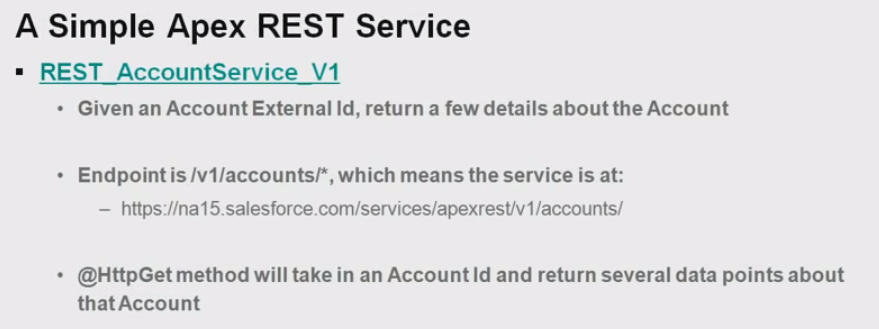 A Simple Apex REST Service
▪ REST_AccountService_V1
• Given an Account External Id, return a few details about the Account
• Endpoint is /v1/accounts/*, which means the service is at:
– https://na15.salesforce.com/services/apexrest/v1/accounts/
• @HttpGet method will take in an Account Id and return several data points about
that Account